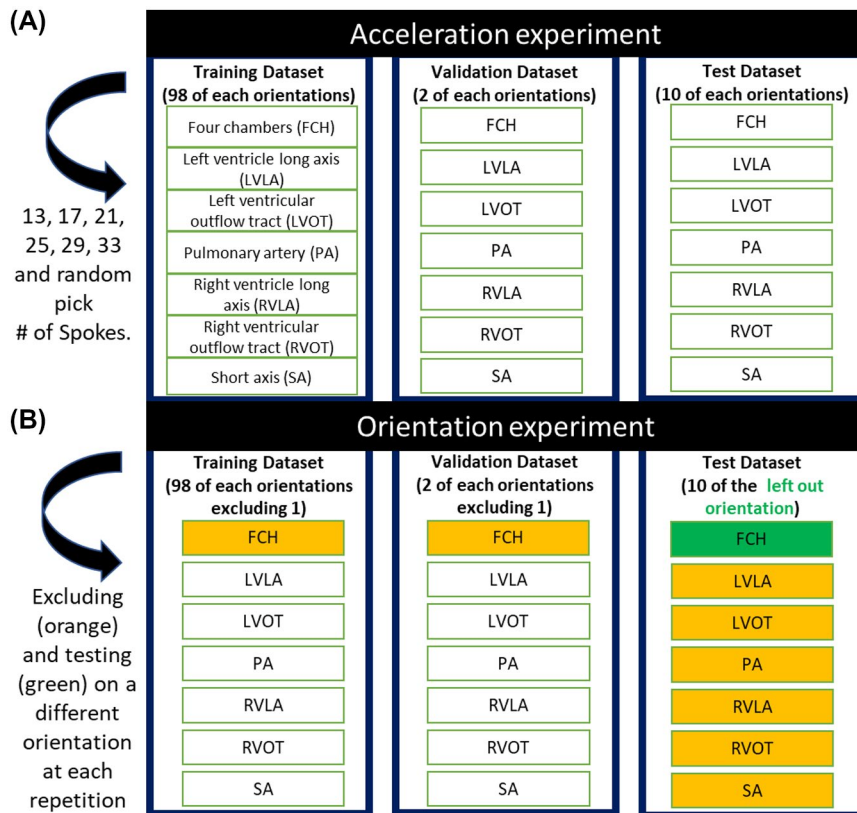 (A)
Acceleration experiment
13, 17, 21,
25, 29, 33
and random
pick
# of Spokes.
Training Dataset
(98 of each orientations)
Four chambers (FCH)
Left ventricle long axis
(LVLA)
Left ventricular
outflow tract (LVOT)
Pulmonary artery (PA)
Right ventricle long
axis (RVLA)
Right ventricular
outflow tract (RVOT)
Short axis (SA)
Validation Dataset
(2 of each orientations)
FCH
LVLA
LVOT
PA
RVLA
RVOT
SA
Test Dataset
(10 of each orientations)
FCH
LVLA
LVOT
PA
RVLA
RVOT
SA
(B)
Orientation experiment
Excluding
(orange)
and testing
(green) on a
different
orientation
at each
repetition
Training Dataset
(98 of each orientations
excluding 1)
FCH
LVLA
LVOT
PA
RVLA
RVOT
SA
Validation Dataset
(2 of each orientations
excluding 1)
FCH
LVLA
LVOT
PA
RVLA
RVOT
SA
Test Dataset
(10 of the left out
orientation)
FCH
LVLA
LVOT
PA
RVLA
RVOT
SA